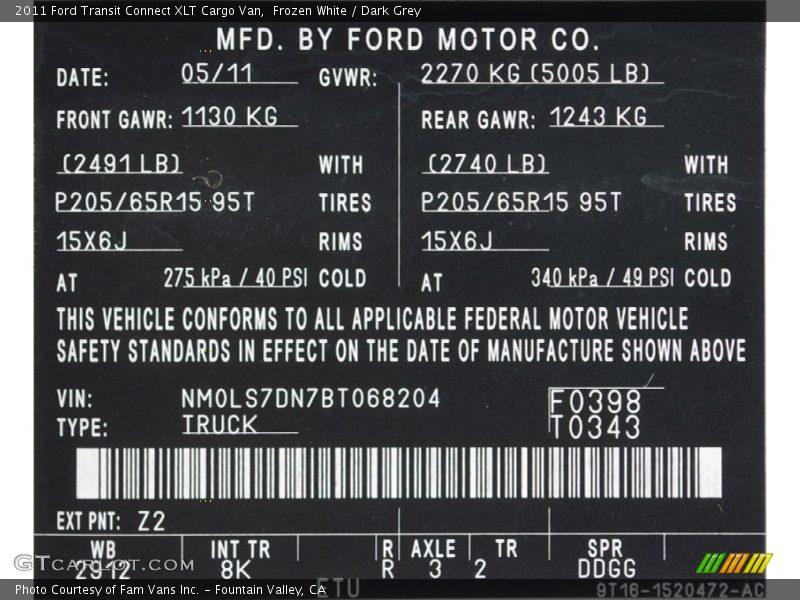 2011 Ford Transit Connect XLT Cargo Van,  Frozen White / Dark Grey
MFD. BY FORD MOTOR CO.
DATE: 05/11 GVWR: 2270 KG (5005 LB)
FRONT GAWR: 1130 KG REAR GAWR: 1243 KG
(2491 LB) WITH (2740 LB) WITH
P205/65R15 95T TIRES P205/65R15 95T TIRES
15X6J RIMS 15X6J RIMS
AT 275 kPa / 40 PSI COLD AT 340 kPa / 49 PSI COLD
THIS VEHICLE CONFORMS TO ALL APPLICABLE FEDERAL MOTOR VEHICLE
SAFETY STANDARDS IN EFFECT ON THE DATE OF MANUFACTURE SHOWN ABOVE
VIN: NM0LS7DN7BT068204 F0398
TYPE: TRUCK T0343
EXT PNT: Z2
WB INT TR R AXLE TR SPR
2912 8K R 3 2 DDGG
GTCARLOT.COM
ETU 9T16-1520472-AC
Photo Courtesy of Fam Vans Inc. - Fountain Valley, CA